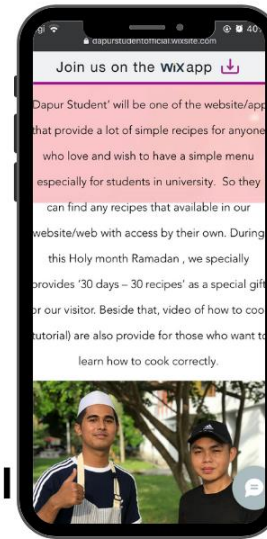 dapurstudentofficial.wixsite.com
Join us on the WiX app
Dapur Student' will be one of the website/app
that provide a lot of simple recipes for anyone
who love and wish to have a simple menu
especially for students in university. So they
can find any recipes that available in our
website/web with access by their own. During
this Holy month Ramadan , we specially
provides '30 days – 30 recipes' as a special gift
our visitor. Beside that, video of how to
tutorial) are also provide for those who want to
learn how to cook correctly.